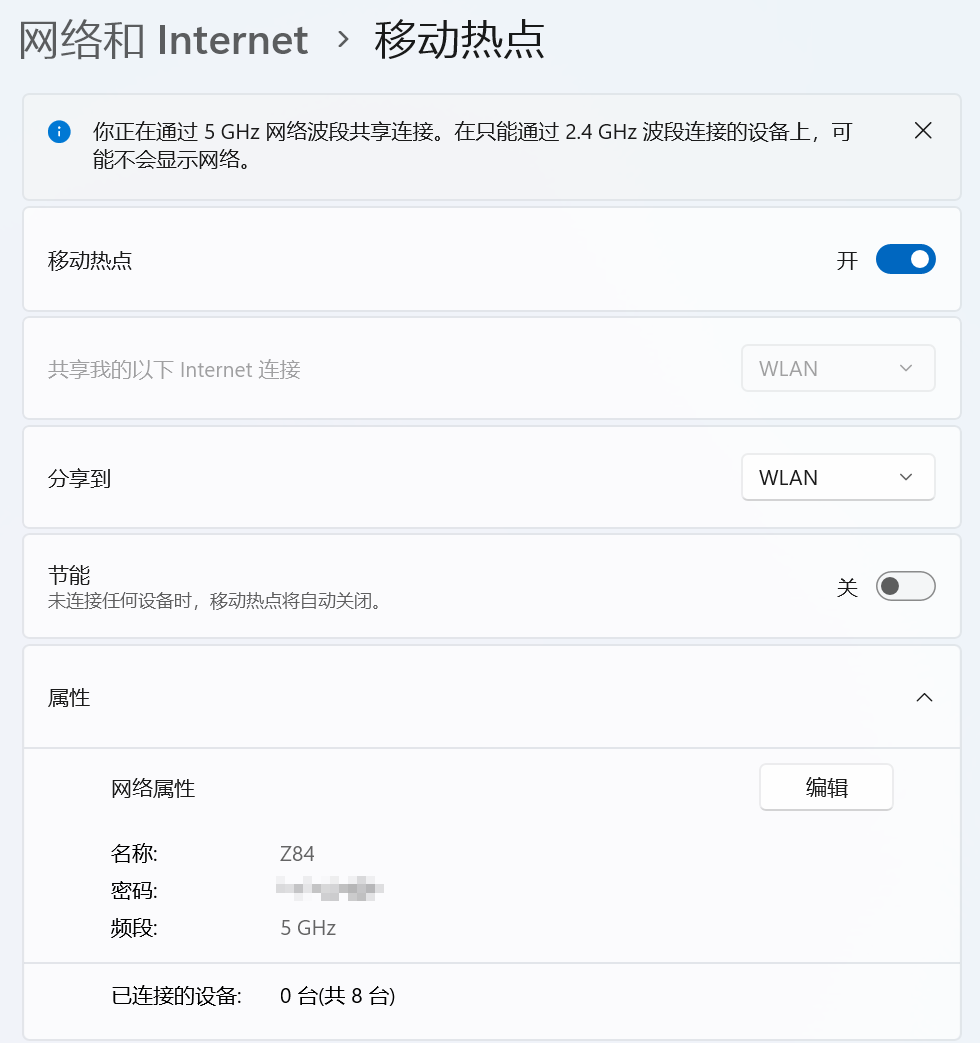 网络和 Internet › 移动热点
你正在通过 5 GHz 网络波段共享连接。在只能通过 2.4 GHz 波段连接的设备上，可
能不会显示网络。
移动热点 开
共享我的以下 Internet 连接 WLAN
分享到 WLAN
节能
未连接任何设备时，移动热点将自动关闭。 关
属性
网络属性 编辑
名称: Z84
密码:
频段: 5 GHz
已连接的设备: 0 台(共 8 台)